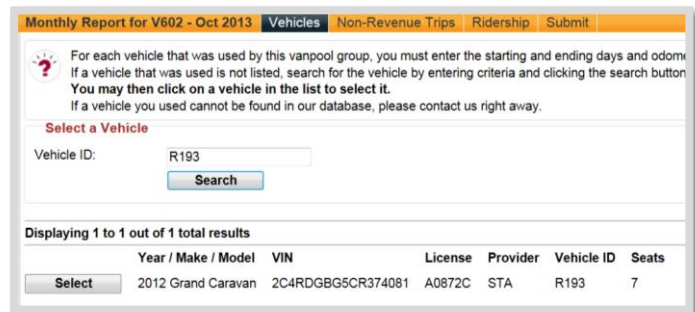 Monthly Report for V602 - Oct 2013 Vehicles Non-Revenue Trips Ridership Submit
? For each vehicle that was used by this vanpool group, you must enter the starting and ending days and
If a vehicle that was used is not listed, search for the vehicle by entering criteria and clicking the search button
You may then click on a vehicle in the list to select it.
If a vehicle you used cannot be found in our database, please contact us right away.
Select a Vehicle
Vehicle ID: R193
Search
Displaying 1 to 1 out of 1 total results
Year / Make / Model VIN License Provider Vehicle ID Seats
Select 2012 Grand Caravan 2C4RDGBG5CR374081 A0872C STA R193 7